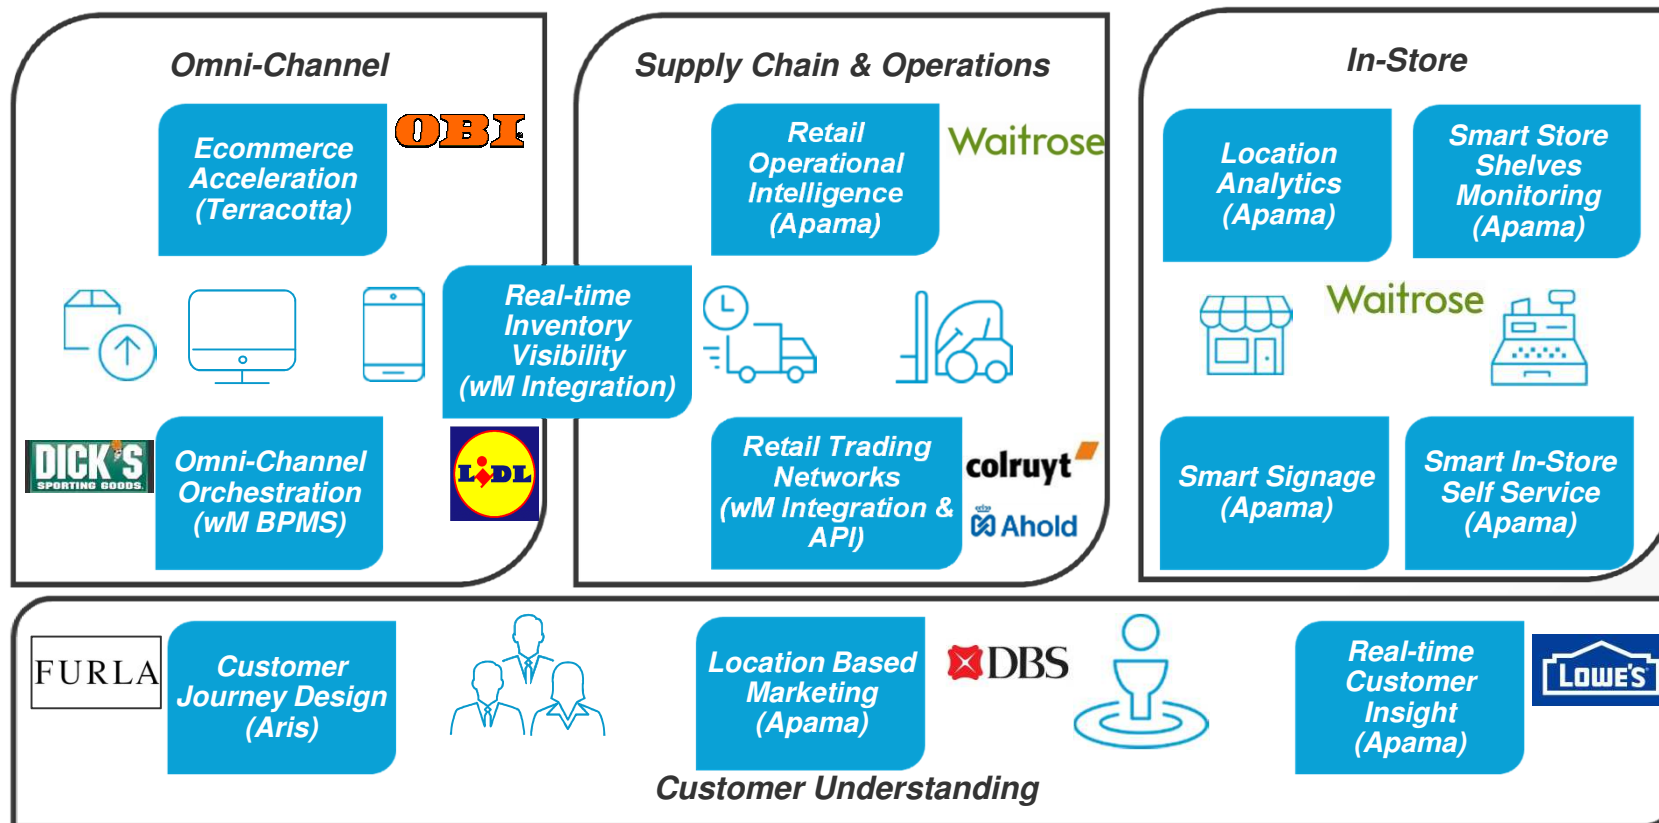 Omni-Channel
Ecommerce
Acceleration
(Terracotta)
OBI
DICK'S
SPORTING GOODS.
Omni-Channel
Orchestration
(wM BPMS)
Real-time
Inventory
Visibility
(wM Integration)
LiDL
Supply Chain & Operations
Retail
Operational
Intelligence
(Apama)
Waitrose
Retail Trading
Networks
(wM Integration &
API)
colruyt
Ahold
In-Store
Location
Analytics
(Apama)
Smart Store
Shelves
Monitoring
(Apama)
Waitrose
Smart Signage
(Apama)
Smart In-Store
Self Service
(Apama)
FURLA
Customer
Journey Design
(Aris)
Location Based
Marketing
(Apama)
DBS
Real-time
Customer
Insight
(Apama)
LOWE'S
Customer Understanding